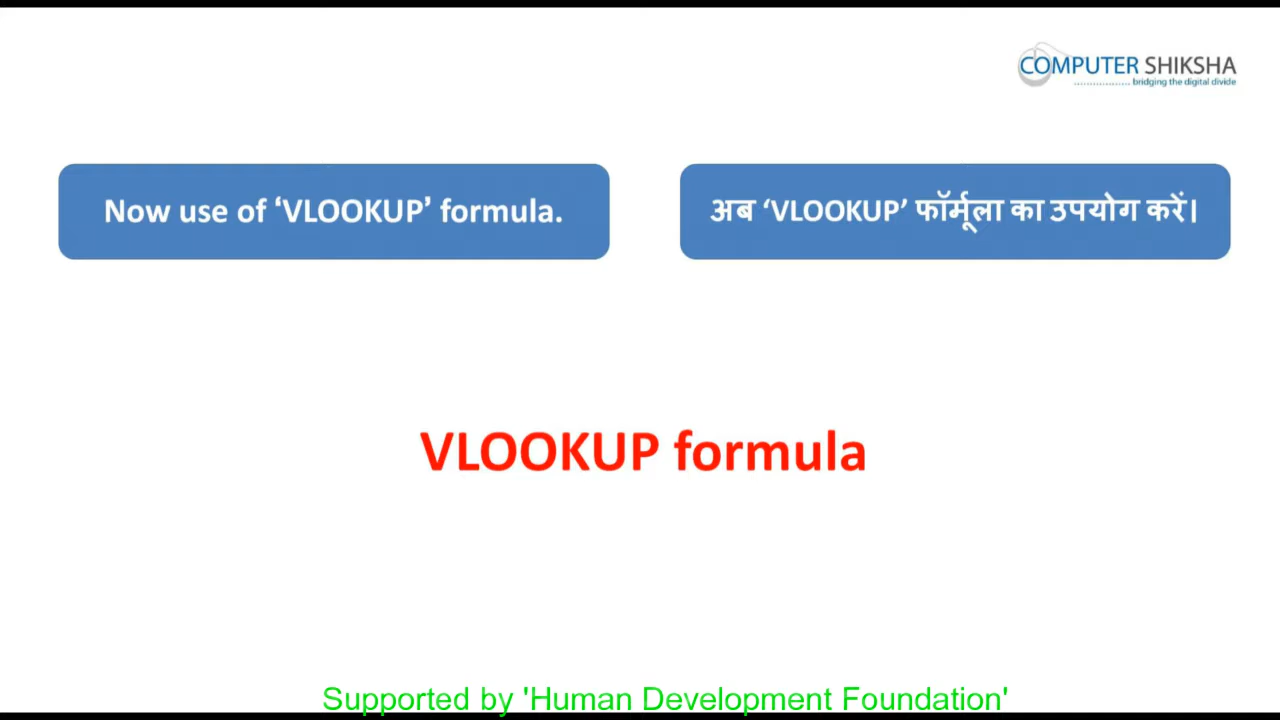 COMPUTER SHIKSHA
.................. bridging the digital divide
Now use of ‘VLOOKUP’ formula.
अब ‘VLOOKUP’ फॉर्मूला का उपयोग करें।
VLOOKUP formula
Supported by 'Human Development Foundation'